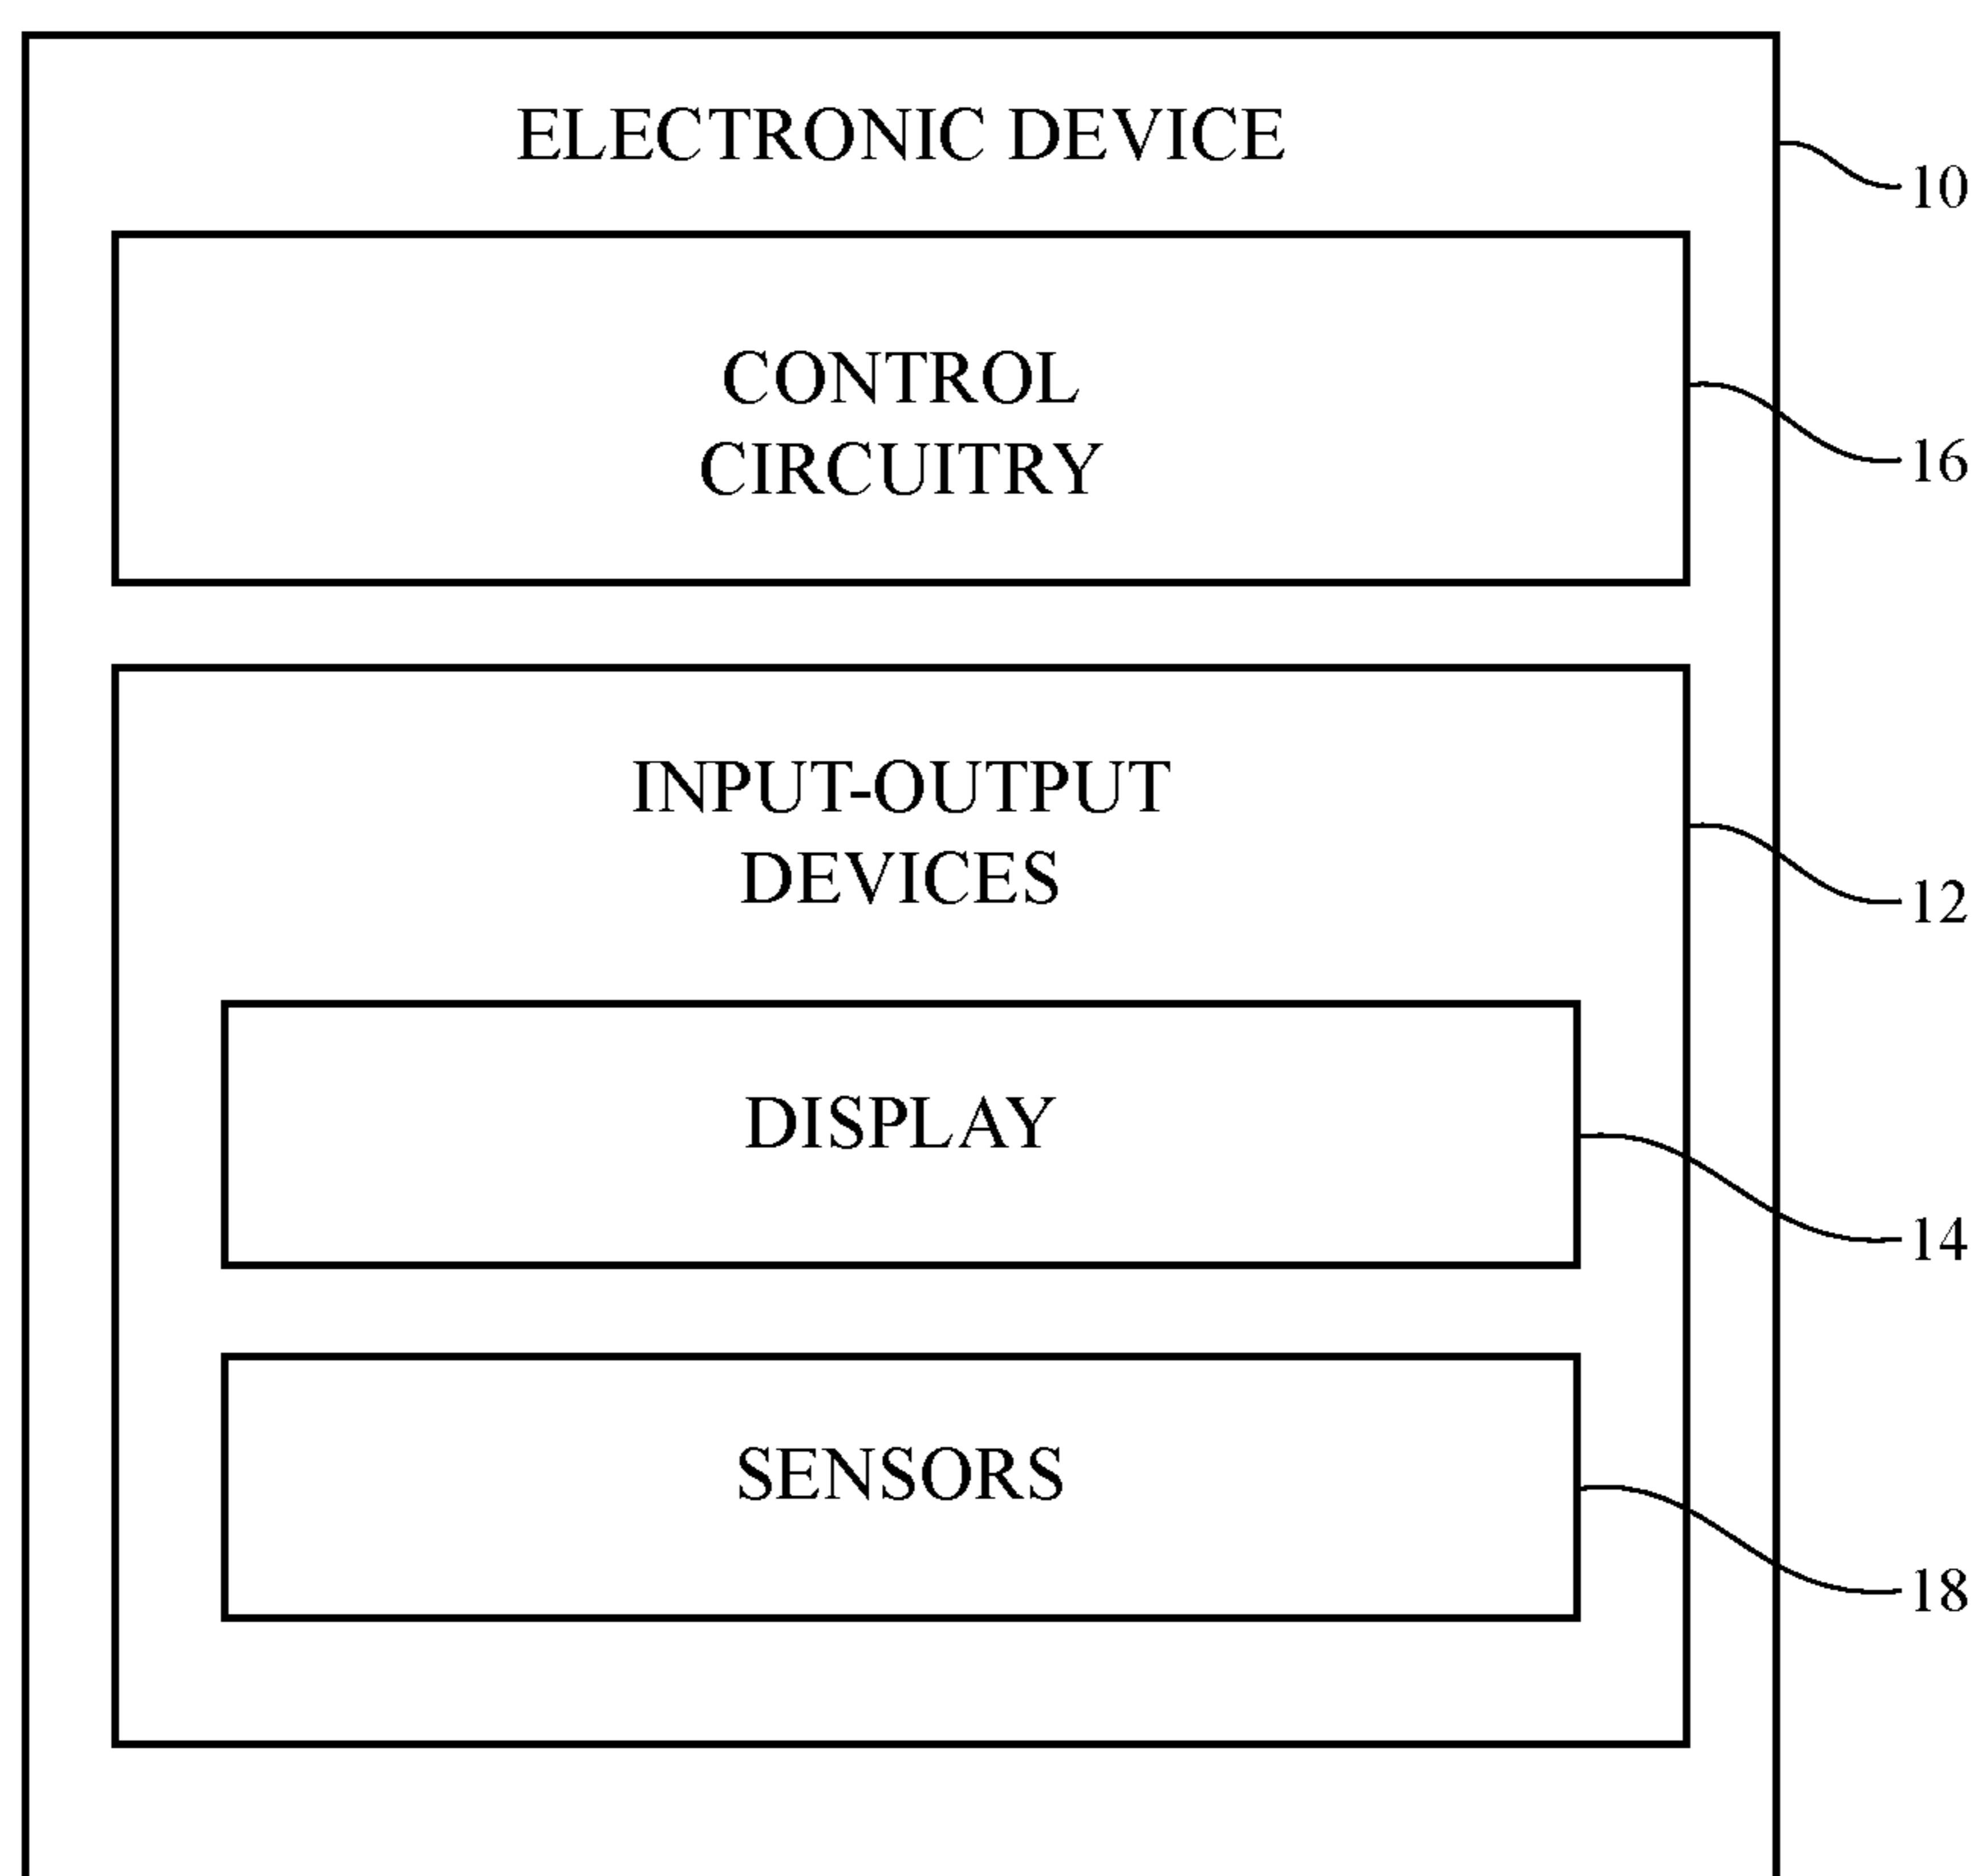 ELECTRONIC DEVICE
10
CONTROL
CIRCUITRY
16
INPUT-OUTPUT
DEVICES
12
DISPLAY
14
SENSORS
18